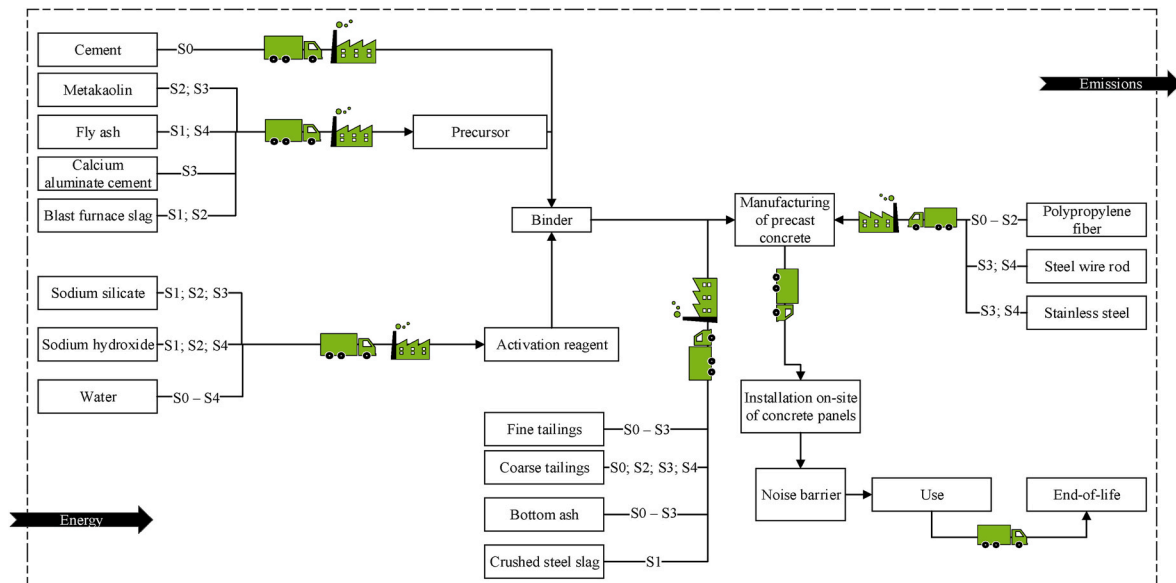 Cement
S0
Metakaolin
S2; S3
Fly ash
S1; S4
Calcium
aluminate cement
S3
Blast furnace slag
S1; S2
Precursor
Binder
Sodium silicate
S1; S2; S3
Sodium hydroxide
S1; S2; S4
Water
S0 – S4
Activation reagent
Fine tailings
S0 – S3
Coarse tailings
S0; S2; S3; S4
Bottom ash
S0 – S3
Crushed steel slag
S1
Manufacturing
of precast
concrete
S0 – S2
Polypropylene
fiber
S3; S4
Steel wire rod
S3; S4
Stainless steel
Installation on-site
of concrete panels
Noise barrier
Use
End-of-life
Energy
Emissions